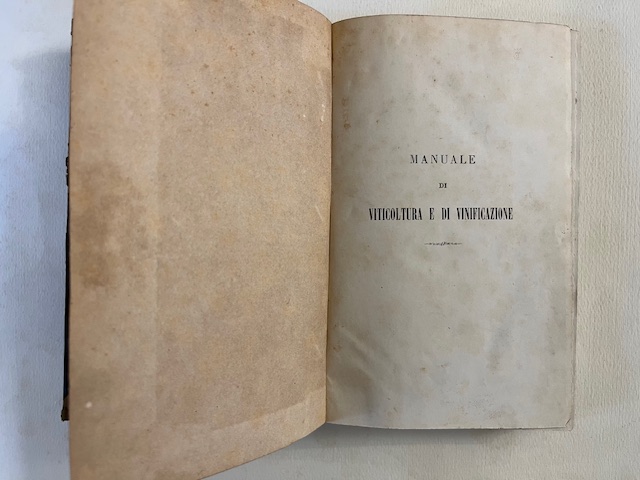 MANUALE
DI
VITICOLTURA E DI VINIFICAZIONE